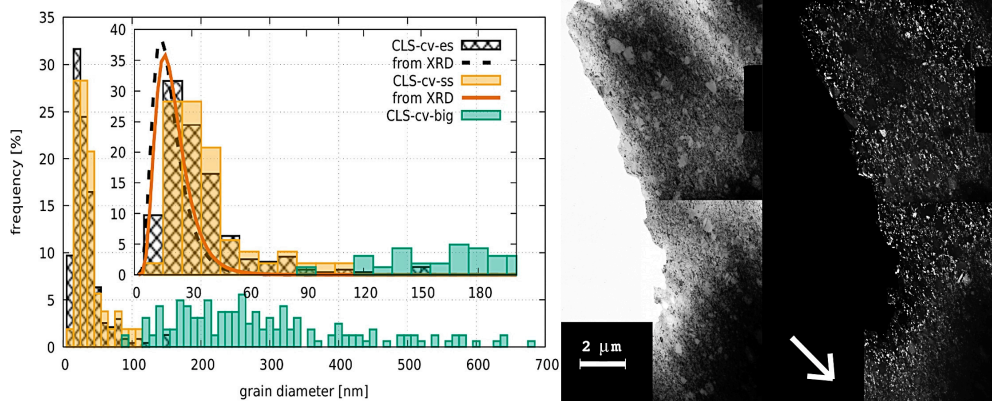 frequency [%]
35
30
25
20
15
10
5
0
40
35
30
25
20
15
10
5
0
CLS-cv-es
from XRD
CLS-cv-ss
from XRD
CLS-cv-big
0 30 60 90 120 150 180
0 100 200 300 400 500 600 700
grain diameter [nm]
2 μm